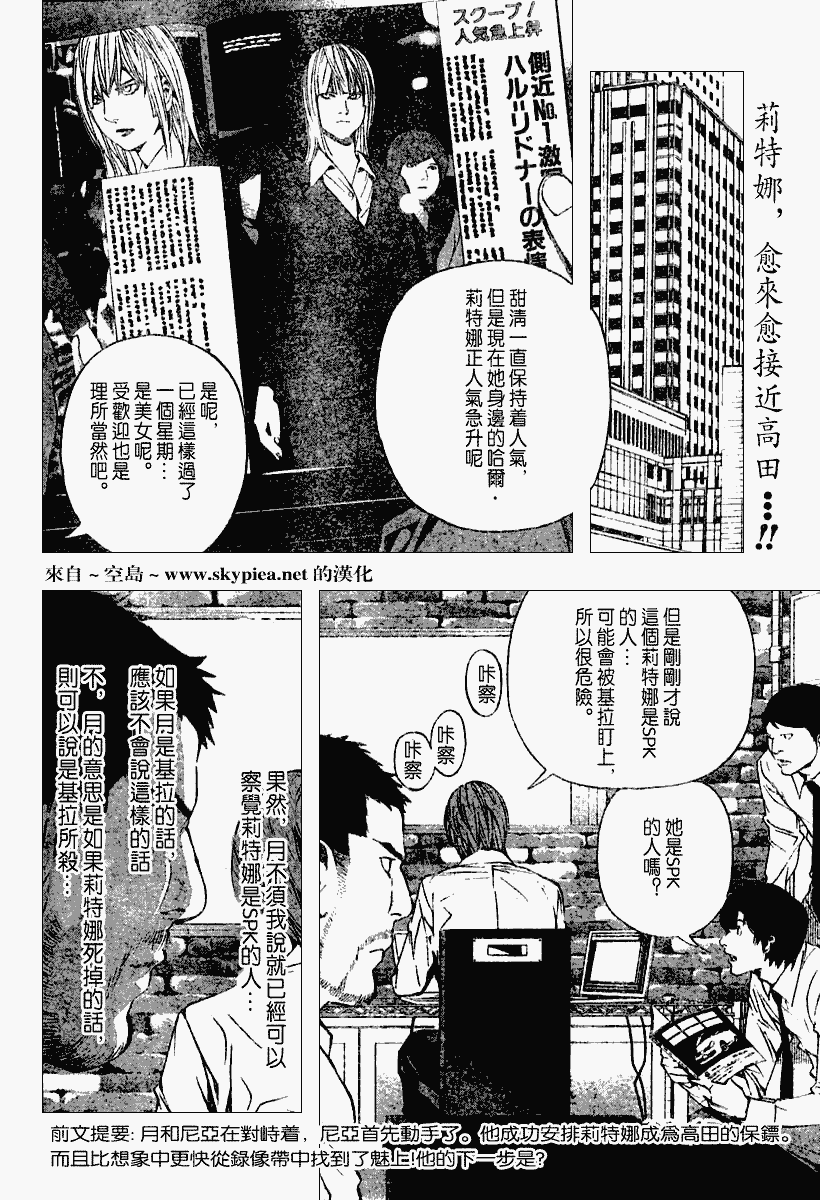 莉特娜，愈來愈接近高田…!!
スクープ!
人気急上昇
側近No.1激
ハル=リドナーの表情
甜清一直保持着人氣，
但是現在她身邊的哈爾·
莉特娜正人氣急升呢
是呢，
已經這樣過了
一個星期…
是美女呢。
受歡迎也是
理所當然吧。
來自～空島～www.skypiea.net 的漢化
但是剛剛才說
這個莉特娜是SPK
的人…
可能會被基拉盯上，
所以很危險。
她是SPK
的人嗎？
咔察
咔察
咔察
果然，月不須我說就已經可以
察覺莉特娜是SPK的人…
如果月是基拉的話，
應該不會說這樣的話
不，月的意思是如果莉特娜死掉的話，
則可以說是基拉所殺…
前文提要: 月和尼亞在對峙着，尼亞首先動手了。他成功安排莉特娜成爲高田的保鏢。
而且比想象中更快從錄像帶中找到了魅上!他的下一步是?